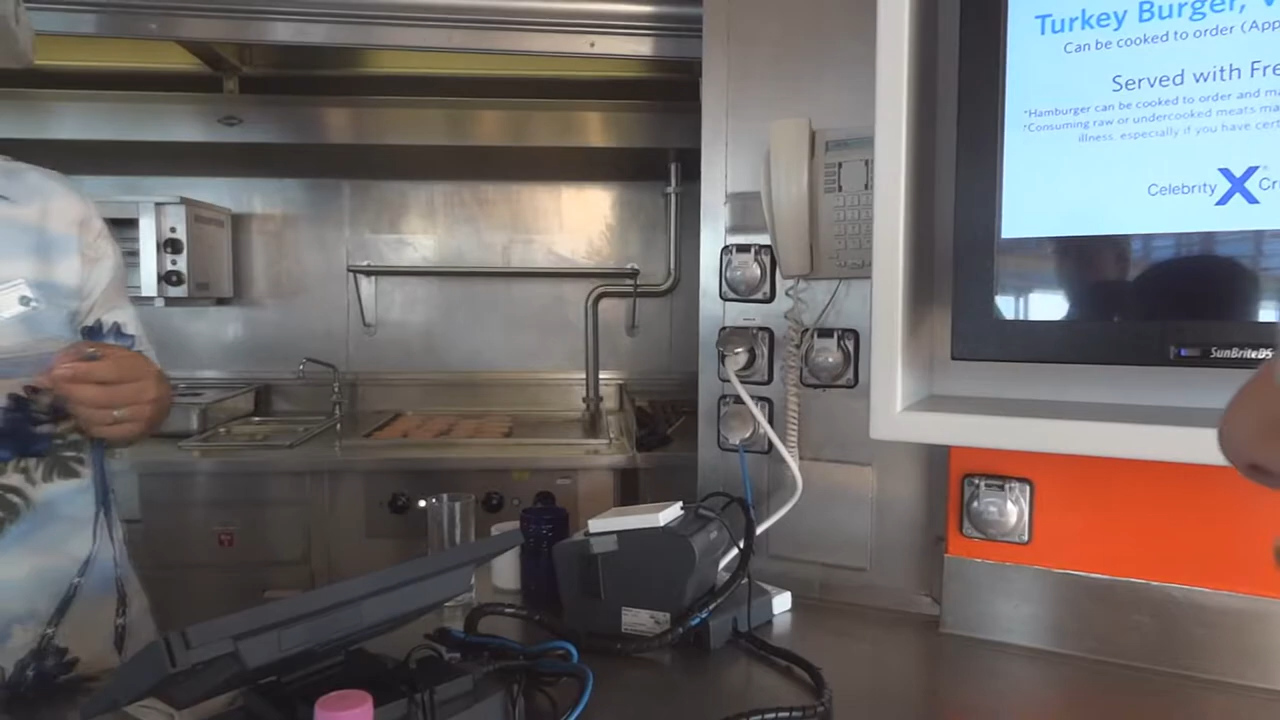 Turkey Burger,
Can be cooked to order (App
Served with Fre
*Hamburger can be cooked to order and ma
*Consuming raw or undercooked meats ma
illness, especially if you have cert
Celebrity X Cr
SunBriteDS